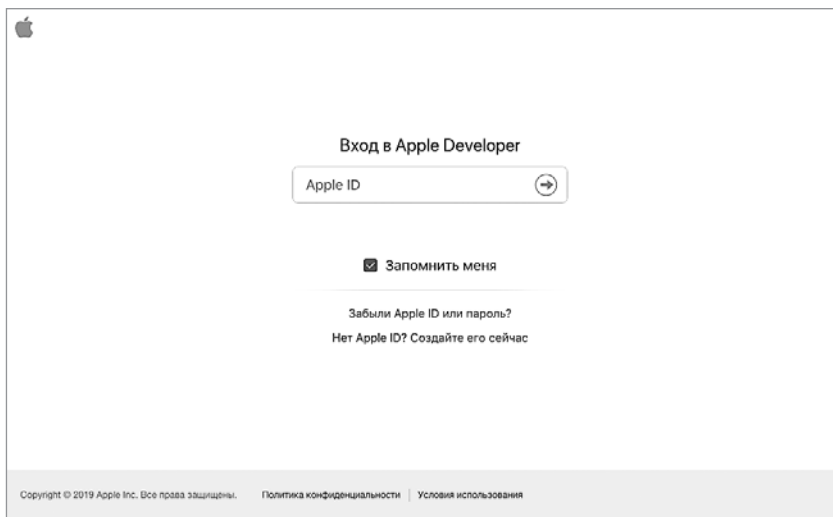 Вход в Apple Developer
Apple ID
Запомнить меня
Забыли Apple ID или пароль?
Нет Apple ID? Создайте его сейчас
Copyright © 2019 Apple Inc. Все права защищены. Политика конфиденциальности | Условия использования